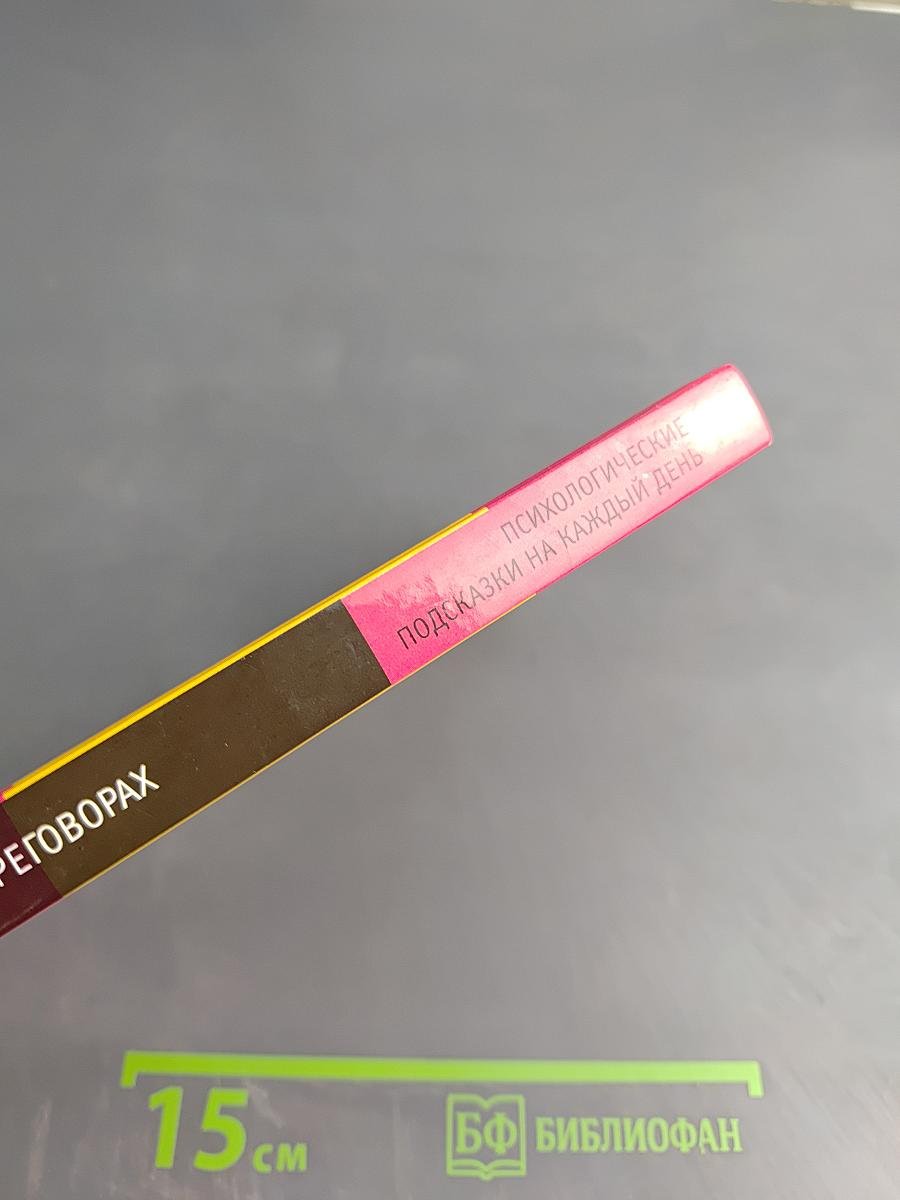 ПСИХОЛОГИЧЕСКИЕ
ПОДСКАЗКИ НА КАЖДЫЙ ДЕНЬ
РЕГОВОРАХ
15 см
БФ БИБЛИОФАН